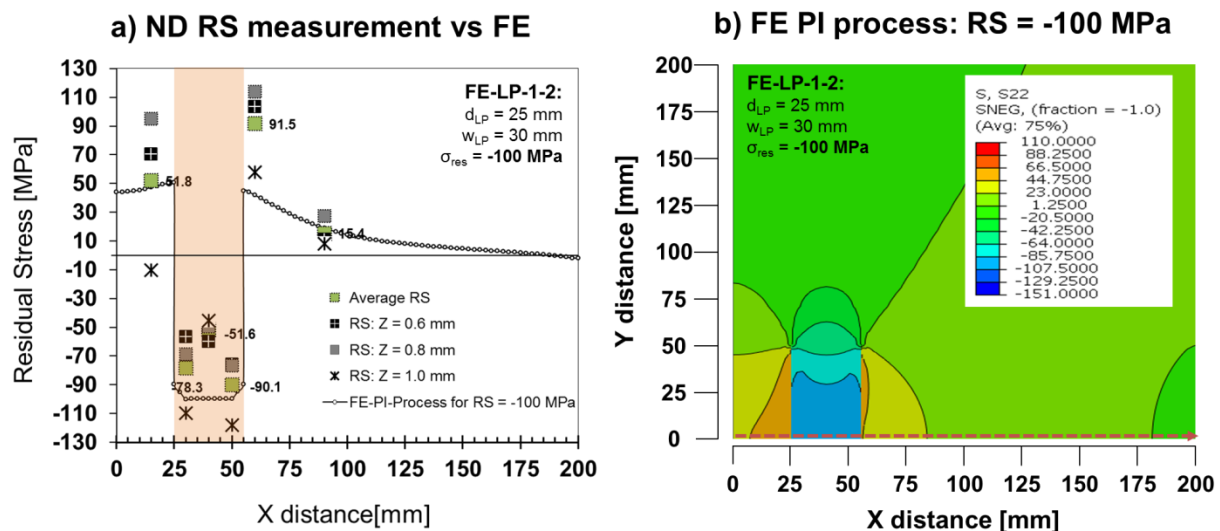 a) ND RS measurement vs FE
Residual Stress [MPa]
130
110
90
70
50
30
10
-10
-30
-50
-70
-90
-110
-130
FE-LP-1-2:
d_LP = 25 mm
w_LP = 30 mm
σ_res = -100 MPa
91.5
51.8
15.4
-51.6
-78.3
-90.1
Average RS
RS: Z = 0.6 mm
RS: Z = 0.8 mm
RS: Z = 1.0 mm
FE-PI-Process for RS = -100 MPa
0 25 50 75 100 125 150 175 200
X distance[mm]
b) FE PI process: RS = -100 MPa
Y distance [mm]
200
175
150
125
100
75
50
25
0
FE-LP-1-2:
d_LP = 25 mm
w_LP = 30 mm
σ_res = -100 MPa
S, S22
SNEG, (fraction = -1.0)
(Avg: 75%)
110.0000
88.2500
66.5000
44.7500
23.0000
1.2500
-20.5000
-42.2500
-64.0000
-85.7500
-107.5000
-129.2500
-151.0000
0 25 50 75 100 125 150 175 200
X distance [mm]